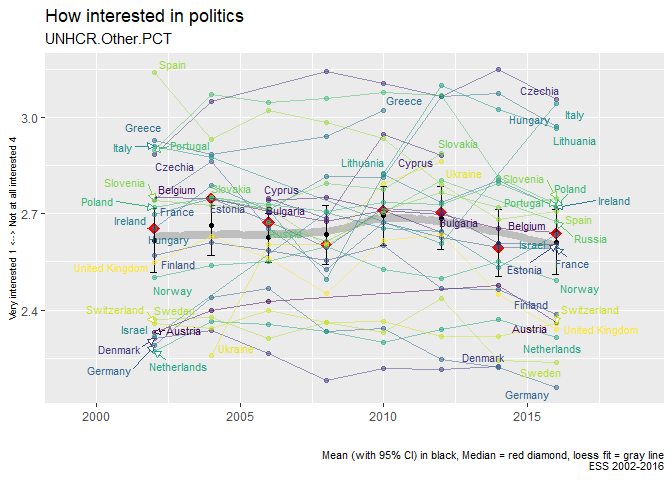 How interested in politics
UNHCR.Other.PCT
Very interested 1 <--> Not at all interested 4
3.0
2.7
2.4
Spain
Czechia
Greece
Greece
Italy
Hungary
Italy
Portugal
Slovakia
Lithuania
Czechia
Lithuania
Cyprus
Ukraine
Slovenia
Belgium
Slovakia
Cyprus
Slovenia
Poland
Poland
Portugal
Ireland
France
Estonia
Bulgaria
Ireland
Bulgaria
Belgium
Spain
Hungary
Russia
Russia
Israel
United Kingdom
Finland
Estonia
France
Norway
Norway
Finland
Switzerland
Sweden
Switzerland
Israel
Austria
Austria
United Kingdom
Denmark
Ukraine
Netherlands
Denmark
Germany
Netherlands
Sweden
Germany
2000
2005
2010
2015
Mean (with 95% CI) in black, Median = red diamond, loess fit = gray line
ESS 2002-2016